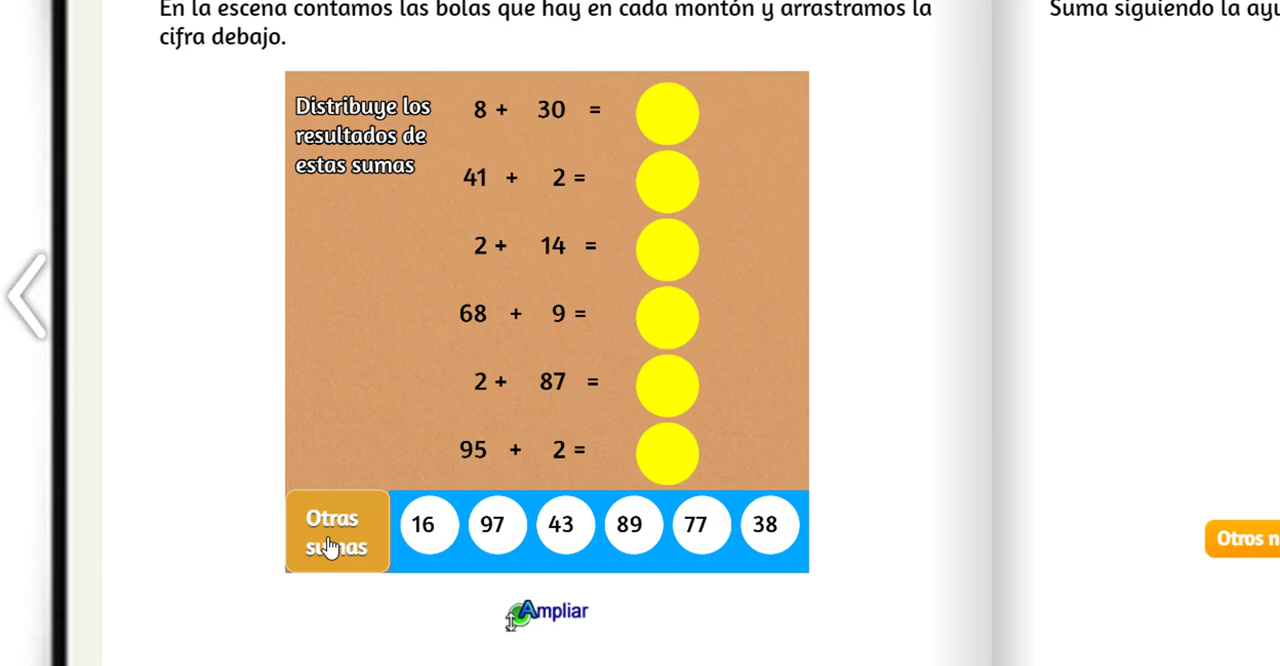 En la escena contamos las bolas que hay en cada montón y arrastramos la
cifra debajo.
Distribuye los
resultados de
estas sumas
8 + 30 =
41 + 2 =
2 + 14 =
68 + 9 =
2 + 87 =
95 + 2 =
Otras
sumas
16 97 43 89 77 38
Ampliar
Suma siguiendo la
Otros